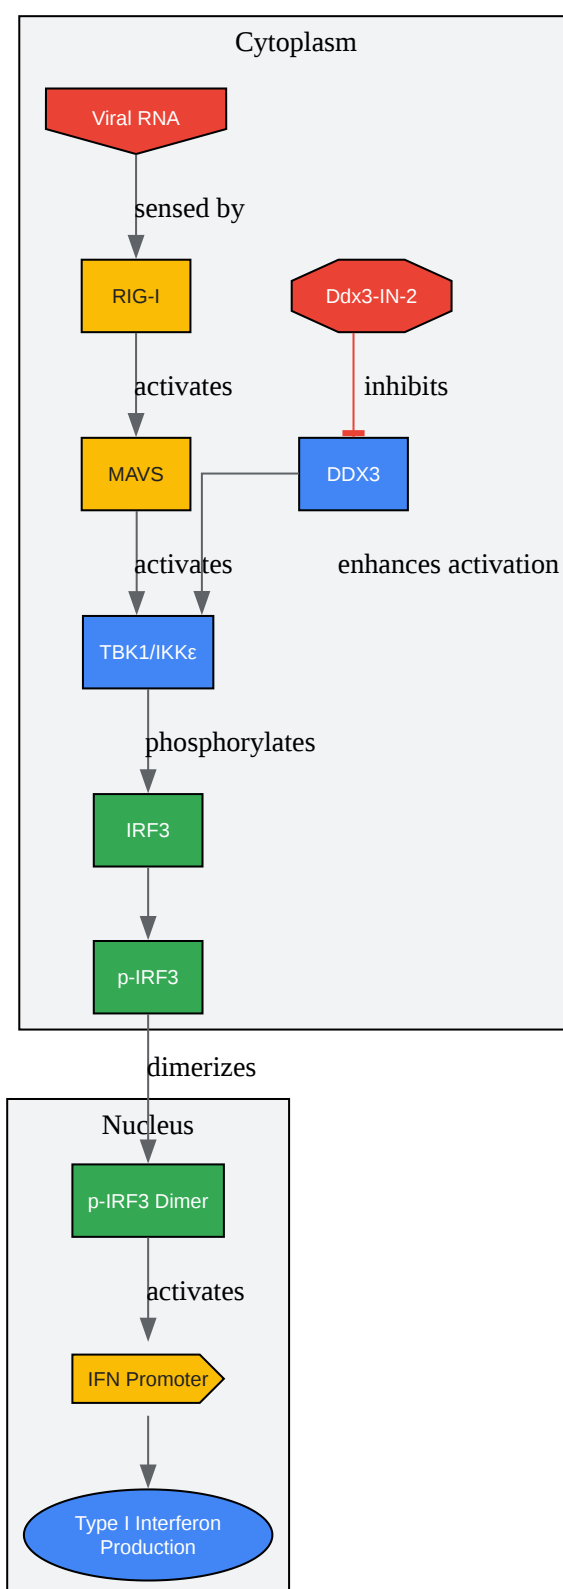 Cytoplasm
Viral RNA
sensed by
RIG-I
Ddx3-IN-2
activates
inhibits
MAVS
DDX3
activates
enhances activation
TBK1/IKKε
phosphorylates
IRF3
p-IRF3
dimerizes
Nucleus
p-IRF3 Dimer
activates
IFN Promoter
Type I Interferon
Production